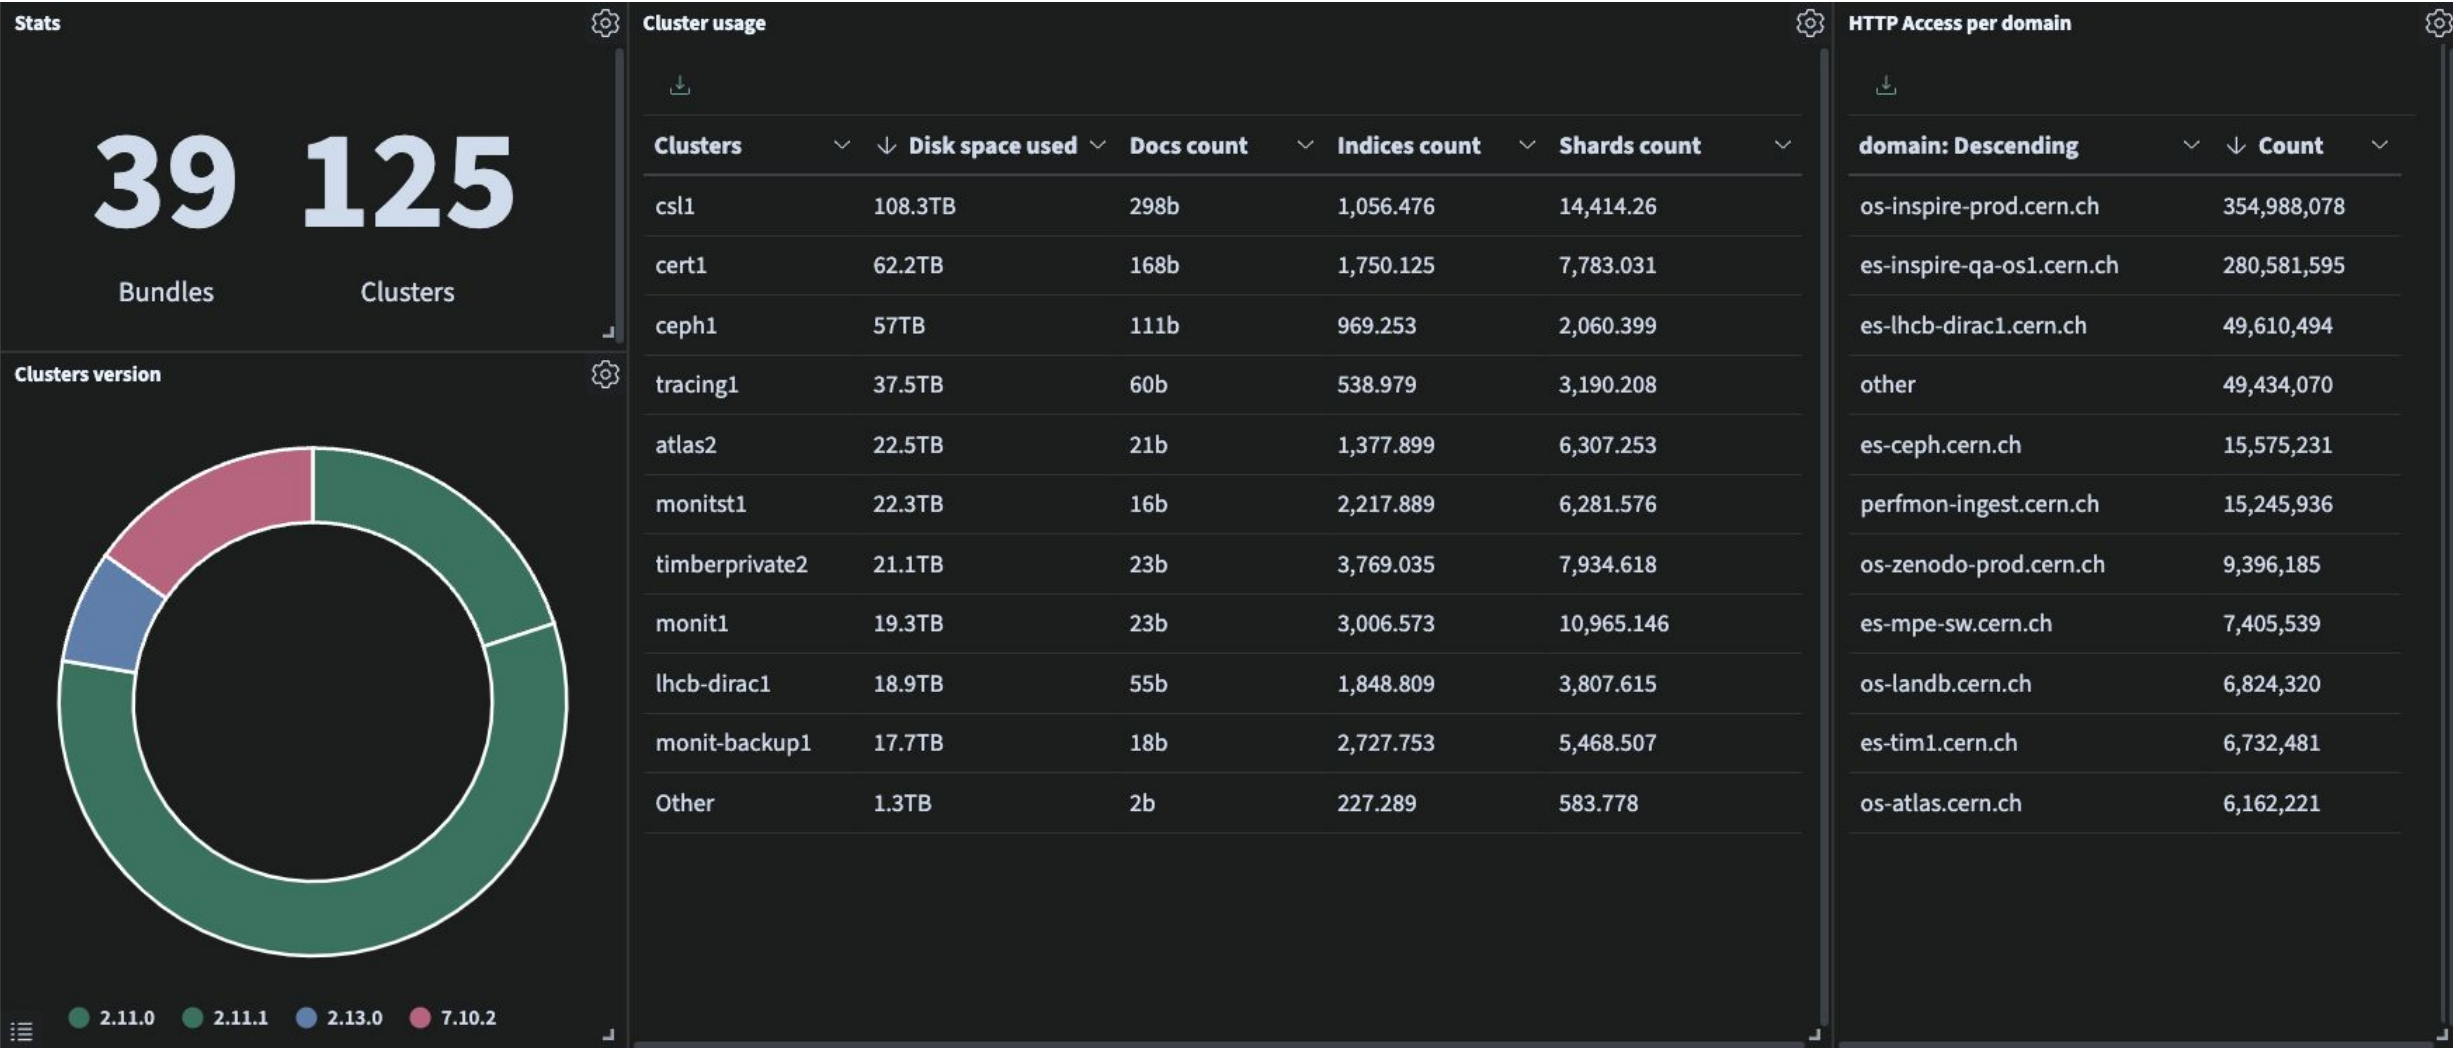 Stats
39 125
Bundles Clusters
Clusters version
2.11.0 2.11.1 2.13.0 7.10.2
Cluster usage
Clusters Disk space used Docs count Indices count Shards count
csl1 108.3TB 298b 1,056.476 14,414.26
cert1 62.2TB 168b 1,750.125 7,783.031
ceph1 57TB 111b 969.253 2,060.399
tracing1 37.5TB 60b 538.979 3,190.208
atlas2 22.5TB 21b 1,377.899 6,307.253
monitst1 22.3TB 16b 2,217.889 6,281.576
timberprivate2 21.1TB 23b 3,769.035 7,934.618
monit1 19.3TB 23b 3,006.573 10,965.146
lhcb-dirac1 18.9TB 55b 1,848.809 3,807.615
monit-backup1 17.7TB 18b 2,727.753 5,468.507
Other 1.3TB 2b 227.289 583.778
HTTP Access per domain
domain: Descending Count
os-inspire-prod.cern.ch 354,988,078
es-inspire-qa-os1.cern.ch 280,581,595
es-lhcb-dirac1.cern.ch 49,610,494
other 49,434,070
es-ceph.cern.ch 15,575,231
perfmon-ingest.cern.ch 15,245,936
os-zenodo-prod.cern.ch 9,396,185
es-mpe-sw.cern.ch 7,405,539
os-landb.cern.ch 6,824,320
es-tim1.cern.ch 6,732,481
os-atlas.cern.ch 6,162,221